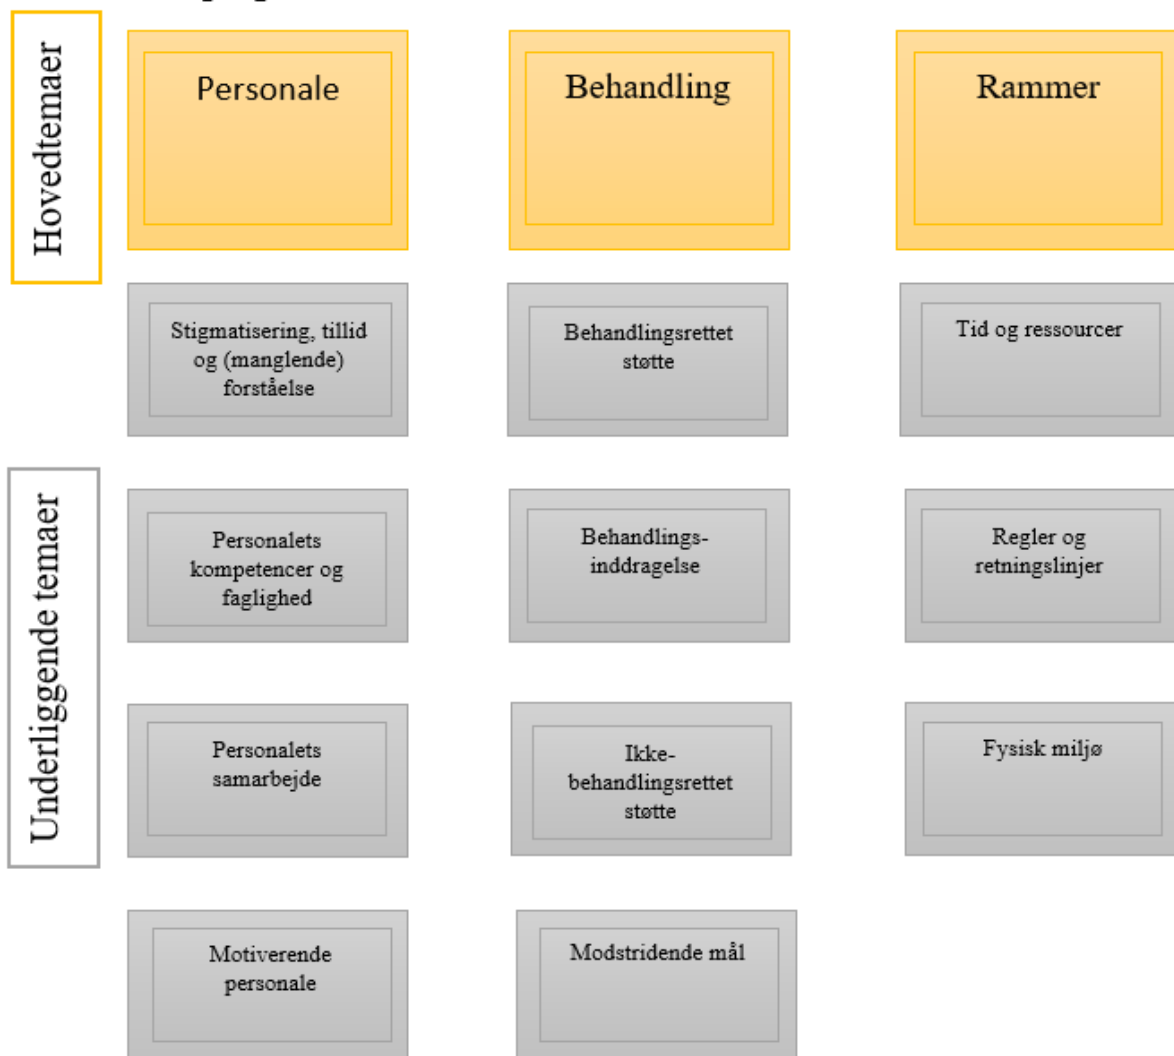 Hovedtemaer
Personale
Behandling
Rammer
Stigmatisering, tillid
og (manglende)
forståelse
Behandlingsrettet
støtte
Tid og ressourcer
Underliggende temaer
Personalets
kompetencer og
faglighed
Behandlings-
inddragelse
Regler og
retningslinjer
Personalets
samarbejde
Ikke-
behandlingsrettet
støtte
Fysisk miljø
Motiverende
personale
Modstridende mål